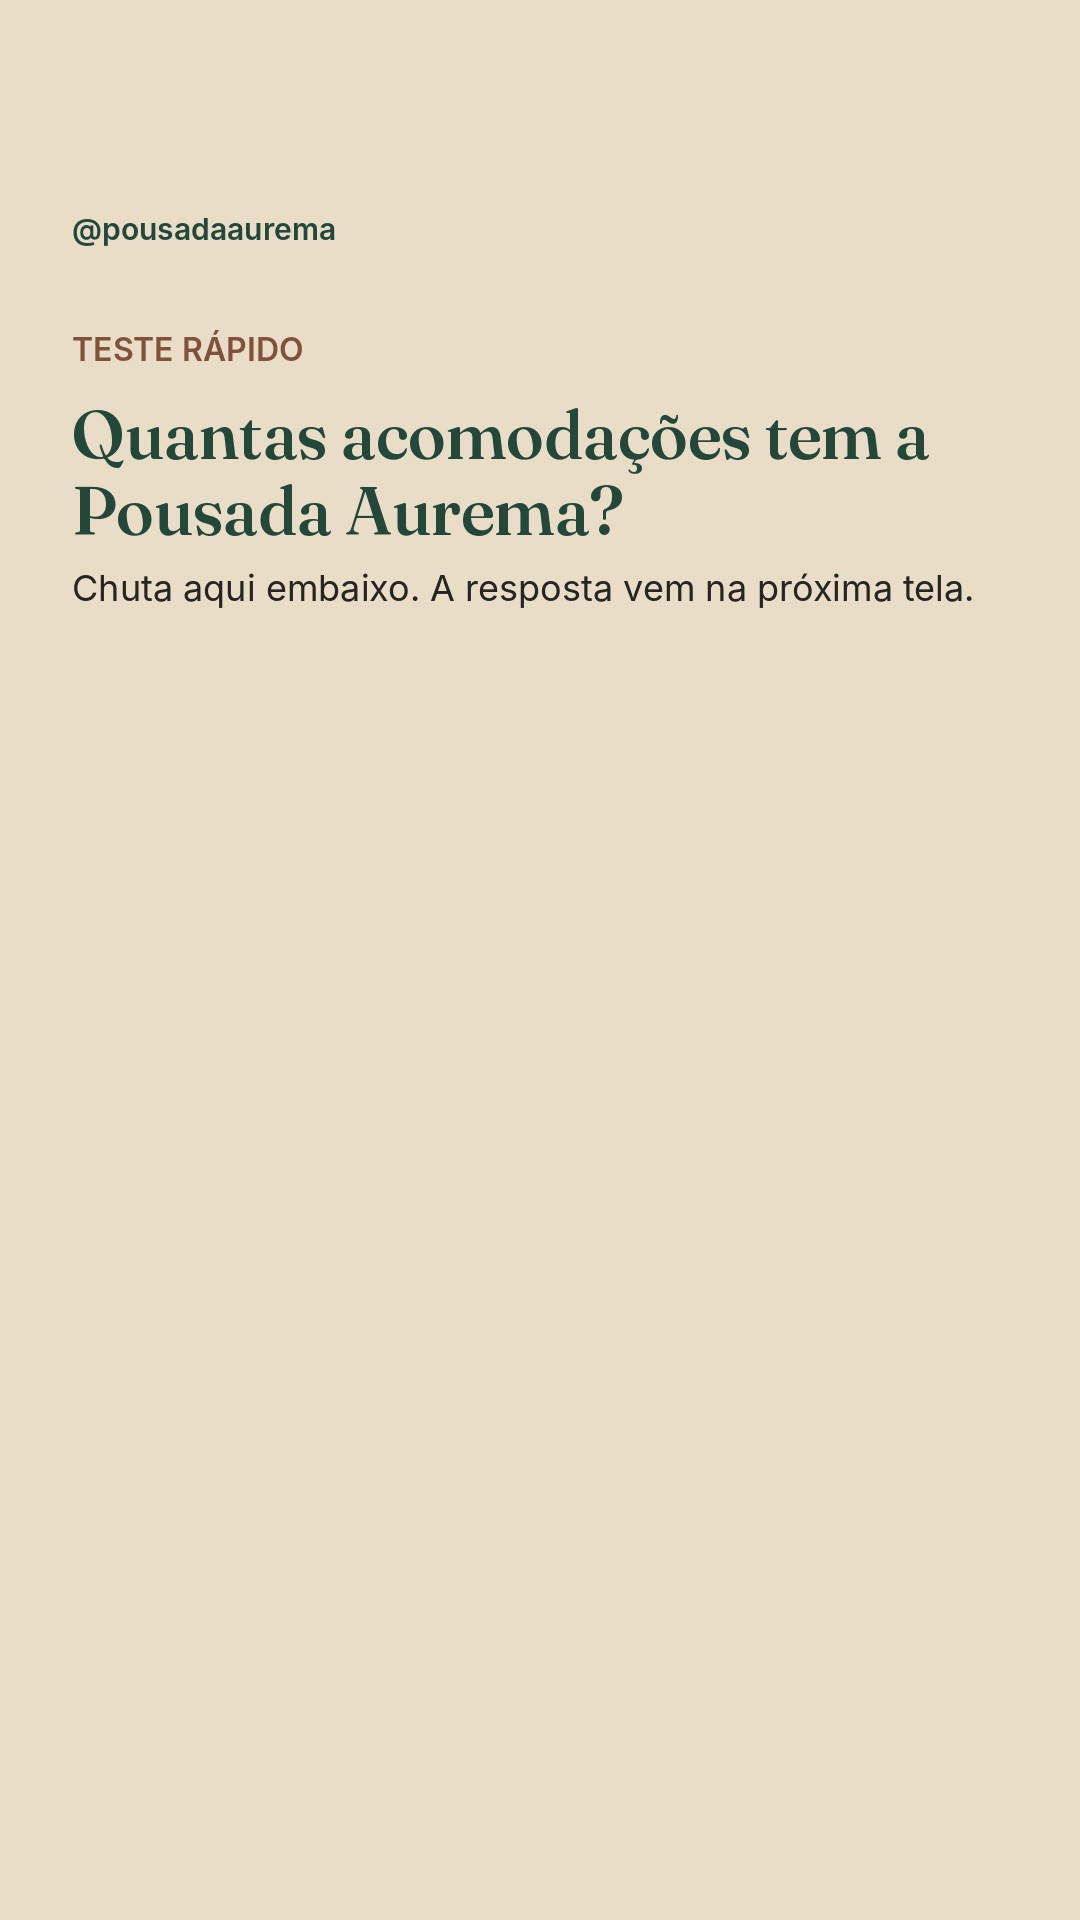 @pousadaaurema
TESTE RÁPIDO
Quantas acomodações tem a
Pousada Aurema?
Chuta aqui embaixo. A resposta vem na próxima tela.